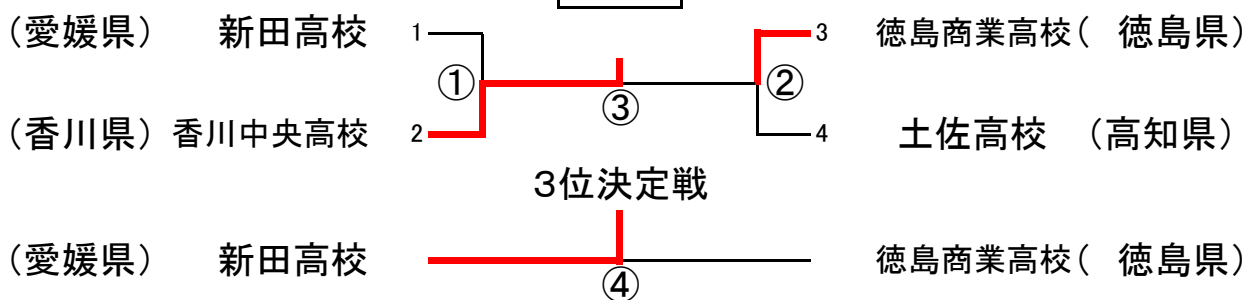 (愛媛県) 新田高校 1 3 徳島商業高校( 徳島県)
① ②
③
(香川県) 香川中央高校 2 4 土佐高校 (高知県)
3位決定戦
(愛媛県) 新田高校 徳島商業高校( 徳島県)
④